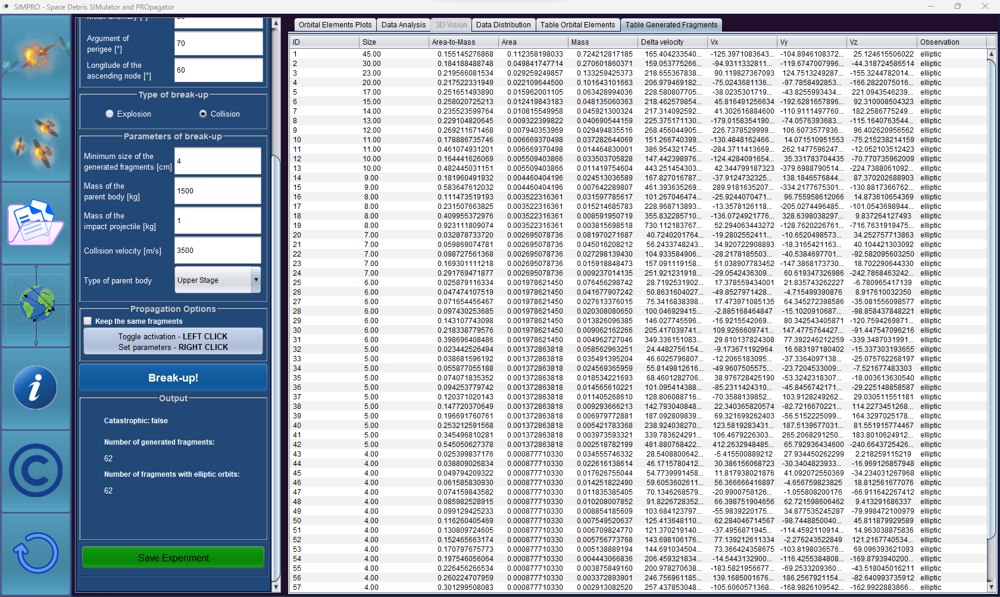 SIMPRO - Space Debris SIMulator and PROpagator
Argument of
perigee [°]
70
Longitude of the
ascending node [°]
60
Type of break-up
Explosion
Collision
Parameters of break-up
Minimum size of the
generated fragments [cm]
4
Mass of the
parent body [kg]
1500
Mass of the
impact projectile [kg]
1
Collision velocity [m/s]
3500
Type of parent body
Upper Stage
Propagation Options
Keep the same fragments
Toggle activation - LEFT CLICK
Set parameters - RIGHT CLICK
Break-up!
Output
Catastrophic: false
Number of generated fragments:
62
Number of fragments with elliptic orbits:
62
Save Experiment
Orbital Elements Plots Data Analysis 3D Vision Data Distribution Table Orbital Elements Table Generated Fragments
ID Size Area-to-Mass Area Mass Delta velocity Vx Vy Vz Observation
1 45.00 0.155145276868 0.112358198033 0.724212817185 165.404233540... -125.3971083643... -104.8946108372... 25.124615506022 elliptic
2 30.00 0.184188488748 0.049841747714 0.270601860371 159.053775266... -94.9311332811... -119.6747007996... -44.318724586514 elliptic
3 23.00 0.219566081534 0.029259249857 0.133259425373 218.655367838... 90.119827367093 124.7513249287... -155.3244782014... elliptic
4 20.00 0.217522331949 0.022109644500 0.101643101663 206.979469182... -75.0243681136... -97.7858492853... -166.2822075016... elliptic
5 17.00 0.251651493890 0.015962001105 0.063428994036 228.580807705... -38.0235301719... -43.8255993434... 221.0943546239... elliptic
6 15.00 0.258020725213 0.012419843183 0.048135060363 218.462579854... 45.816491256634 -192.6281657896... 92.310008504323 elliptic
7 14.00 0.235523599764 0.010815549958 0.045921300324 217.314092592... 41.302616884600 -110.9111497760... 182.2586775249... elliptic
8 13.00 0.229104820645 0.009322399822 0.040690544159 225.375171130... -179.0158354190... -74.0576393683... -115.1640763544... elliptic
9 12.00 0.269211671468 0.007940353969 0.029494835516 268.456044905... 226.7378529999... 106.6073577936... 96.402620956562 elliptic
10 11.00 0.178886735746 0.006669370498 0.037282644069 151.266740399... -130.4848162466... 14.071510951553 -75.215238214159 elliptic
11 11.00 0.461074931201 0.006669370498 0.014464830001 386.954321745... -284.3711413669... 262.1477596247... -12.052103512423 elliptic
12 10.00 0.164441626069 0.005509403866 0.033503705828 147.442398976... -124.4284091654... 35.331783704435 -70.770735962009 elliptic
13 10.00 0.482445031151 0.005509403866 0.011419754604 443.251454303... 42.344799187323 -379.6988790514... -224.7388061092... elliptic
14 9.00 0.181960491932 0.004460404196 0.024513036589 167.827016787... -37.9124732325... 138.1846576844... 87.370202688903 elliptic
15 9.00 0.583647612032 0.004460404196 0.007642289807 461.393635269... 289.9181635207... -334.2177675301... -130.8817366762... elliptic
16 8.00 0.111473519193 0.003522316361 0.031597785617 101.267046474... -25.9244070471... 96.755958612066 14.873610654369 elliptic
17 8.00 0.231507663825 0.003522316361 0.015214685783 228.968713893... -13.3578126118... -205.0274496485... -101.0543698944... elliptic
18 8.00 0.409955372976 0.003522316361 0.008591950719 355.832285710... -136.0724921776... 328.6398038297... 9.837264127493 elliptic
19 8.00 0.923111809074 0.003522316361 0.003815698518 730.112183767... 52.294063443272 -128.7620226761... -716.7631919475... elliptic
20 7.00 0.032878733720 0.002695078736 0.081970271687 40.7240201764... -19.2802552411... -10.6520498573... 34.252757713863 elliptic
21 7.00 0.059869074781 0.002695078736 0.045016208212 56.2433748243... 34.920722908893 -18.3165421163... 40.104421303092 elliptic
22 7.00 0.098727561368 0.002695078736 0.027298139430 104.933584906... -28.2178185503... -40.5384697701... -92.582095603250 elliptic
23 7.00 0.169301111218 0.002695078736 0.015918848473 157.091119158... 51.038907783452 -147.3868173730... 18.702290644330 elliptic
24 7.00 0.291769471877 0.002695078736 0.009237014135 251.921231918... -29.0542436309... 60.619347326986 -242.7868463242... elliptic
25 6.00 0.025879116334 0.001978621450 0.076456298742 28.7192531902... 17.378559434001 21.835743262227 -6.780965417139 elliptic
26 6.00 0.047474107519 0.001978621450 0.041677907242 50.8631604027... -49.8527971428... -4.715499390876 8.917610032350 elliptic
27 6.00 0.071654456467 0.001978621450 0.027613376015 75.3416838398... 17.473971085135 64.345272398586 -35.081556098577 elliptic
28 6.00 0.097430253685 0.001978621450 0.020308080650 100.046929415... -2.885168464847 -15.1020910687... -98.858437848221 elliptic
29 6.00 0.143107743098 0.001978621450 0.013826096385 146.027745596... -16.9215542069... 80.342543405871 -120.7594269871... elliptic
30 6.00 0.218338779576 0.001978621450 0.009062162266 205.417039741... 109.9266609741... 147.4775764427... -91.447547096216 elliptic
31 6.00 0.398696408486 0.001978621450 0.004962727046 349.336151083... 29.810137824308 77.392246212259 -339.3487031991... elliptic
32 5.00 0.023442526494 0.001372863818 0.058562963251 24.4482756154... -9.173671192964 16.683197180402 -15.337303193655 elliptic
33 5.00 0.038681596192 0.001372863818 0.035491395204 46.6025796807... -12.2065183095... -37.3364097138... -25.075762268197 elliptic
34 5.00 0.055877055188 0.001372863818 0.024569365959 55.8149812616... -49.9607505575... -23.7204533009... -7.521677483303 elliptic
35 5.00 0.074071835352 0.001372863818 0.018534221693 68.4601282706... 38.976728425190 -53.3242318307... -18.003613630540 elliptic
36 5.00 0.094253779742 0.001372863818 0.014565610221 101.095414388... -85.2311424310... -45.8456742171... -29.225148858587 elliptic
37 5.00 0.120371020143 0.001372863818 0.011405268610 128.806088716... -70.3588139852... 103.9128249262... 29.030511551181 elliptic
38 5.00 0.147720370649 0.001372863818 0.009293666213 142.793040848... 22.340365820574 -82.7216670221... 114.2273451268... elliptic
39 5.00 0.196691760761 0.001372863818 0.006979772881 187.092809839... 69.321699262403 -56.5152225099... 164.3297025178... elliptic
40 5.00 0.253212591568 0.001372863818 0.005421783368 238.924038270... 123.5819283431... 187.5139677031... 81.551915774467 elliptic
41 5.00 0.345496810281 0.001372863818 0.003973593321 339.783624291... 106.4679226303... 265.2068291250... 183.8010624912... elliptic
42 5.00 0.545050627378 0.001372863818 0.002518782199 481.880768422... 412.2632948485... 65.792936434600 -240.6643725426... elliptic
43 4.00 0.025399837176 0.000877710330 0.034555746332 28.5408800642... -5.415500889212 27.934450262299 2.218259115219 elliptic
44 4.00 0.038809026834 0.000877710330 0.022616138614 46.1715780412... 30.386156068723 -30.3404823933... -16.969126857948 elliptic
45 4.00 0.049794209322 0.000877710330 0.017626755044 54.7739991458... 11.817938021876 41.092072550369 -34.234031267968 elliptic
46 4.00 0.061585830930 0.000877710330 0.014251822490 59.6053602611... 56.366666416897 -4.656759823825 18.812561677076 elliptic
47 4.00 0.074159843582 0.000877710330 0.011835385405 70.1346268579... -20.9900758126... -1.055808200176 -66.911642267412 elliptic
48 4.00 0.085982528915 0.000877710330 0.010208007852 91.8226728352... 66.398751904656 62.721598606462 9.413291686337 elliptic
49 4.00 0.099129425233 0.000877710330 0.008854185609 103.684123797... -55.9839220175... 34.877535245287 -79.998472100979 elliptic
50 4.00 0.116260405469 0.000877710330 0.007549520637 125.413648110... 62.284046714567 -98.7448850040... 45.811879929589 elliptic
51 4.00 0.130809724605 0.000877710330 0.006709824770 121.370219140... -37.4956871945... -114.4592110914... 14.963038875836 elliptic
52 4.00 0.152465663174 0.000877710330 0.005756773768 143.698106176... 77.139212611334 -2.276243522849 121.2167740534... elliptic
53 4.00 0.170797675773 0.000877710330 0.005138889194 144.691034504... 73.366424358675 -103.8198036576... 69.096393621093 elliptic
54 4.00 0.197546056064 0.000877710330 0.004443066836 206.459321834... -14.5443132900... -116.4255384808... -169.8793940200... elliptic
55 4.00 0.226456266534 0.000877710330 0.003875849160 200.978270638... -183.5821956677... -69.2533209360... -43.518045016211 elliptic
56 4.00 0.260224707959 0.000877710330 0.003372893901 246.756961185... 139.1685001676... 186.2567921154... -82.640993735912 elliptic
57 4.00 0.301299508083 0.000877710330 0.002913082520 257.437853048... -105.6060571368... -168.9826109542... -162.9922883866... elliptic